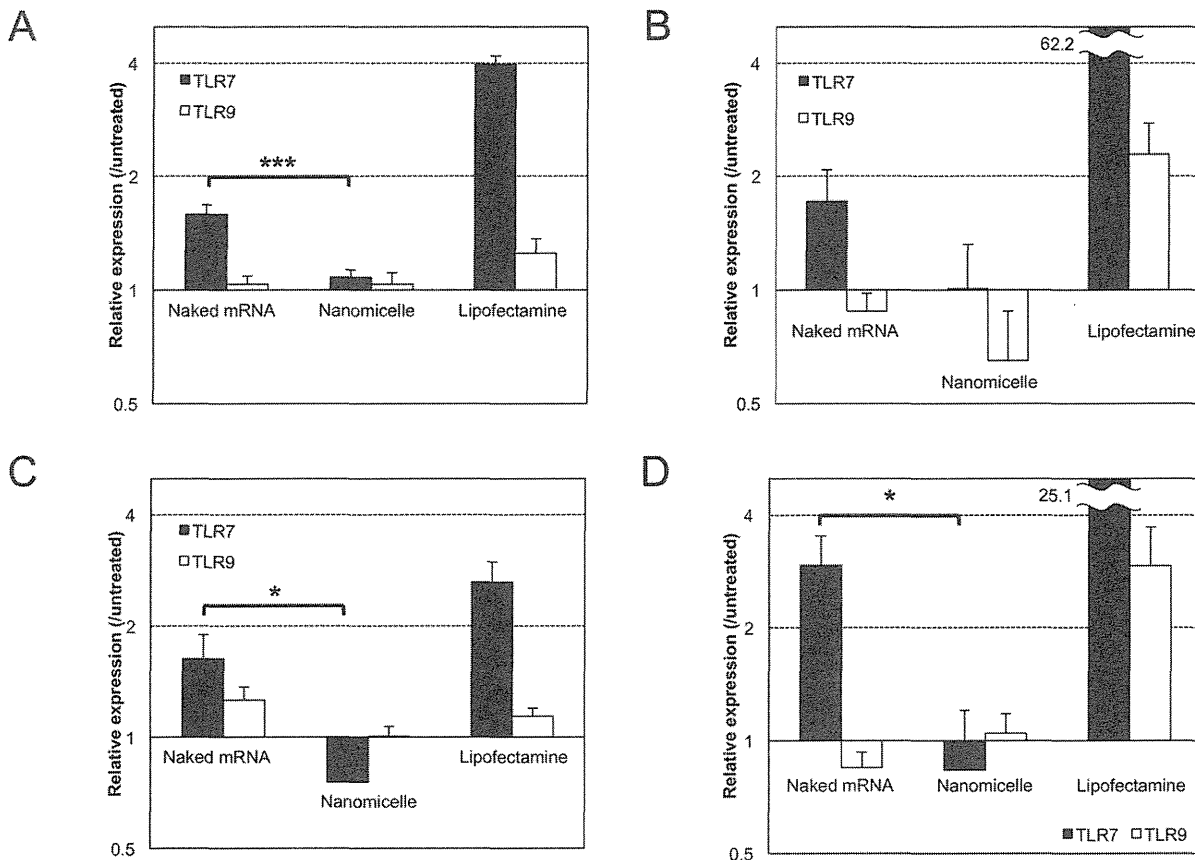 A
Relative expression (/untreated)
4
2
1
0.5
TLR7
TLR9
***
Naked mRNA
Nanomicelle
Lipofectamine
B
Relative expression (/untreated)
4
2
1
0.5
62.2
TLR7
TLR9
Naked mRNA
Nanomicelle
Lipofectamine
C
Relative expression (/untreated)
4
2
1
0.5
TLR7
TLR9
*
Naked mRNA
Nanomicelle
Lipofectamine
D
Relative expression (/untreated)
4
2
1
0.5
25.1
*
Naked mRNA
Nanomicelle
Lipofectamine
TLR7 TLR9